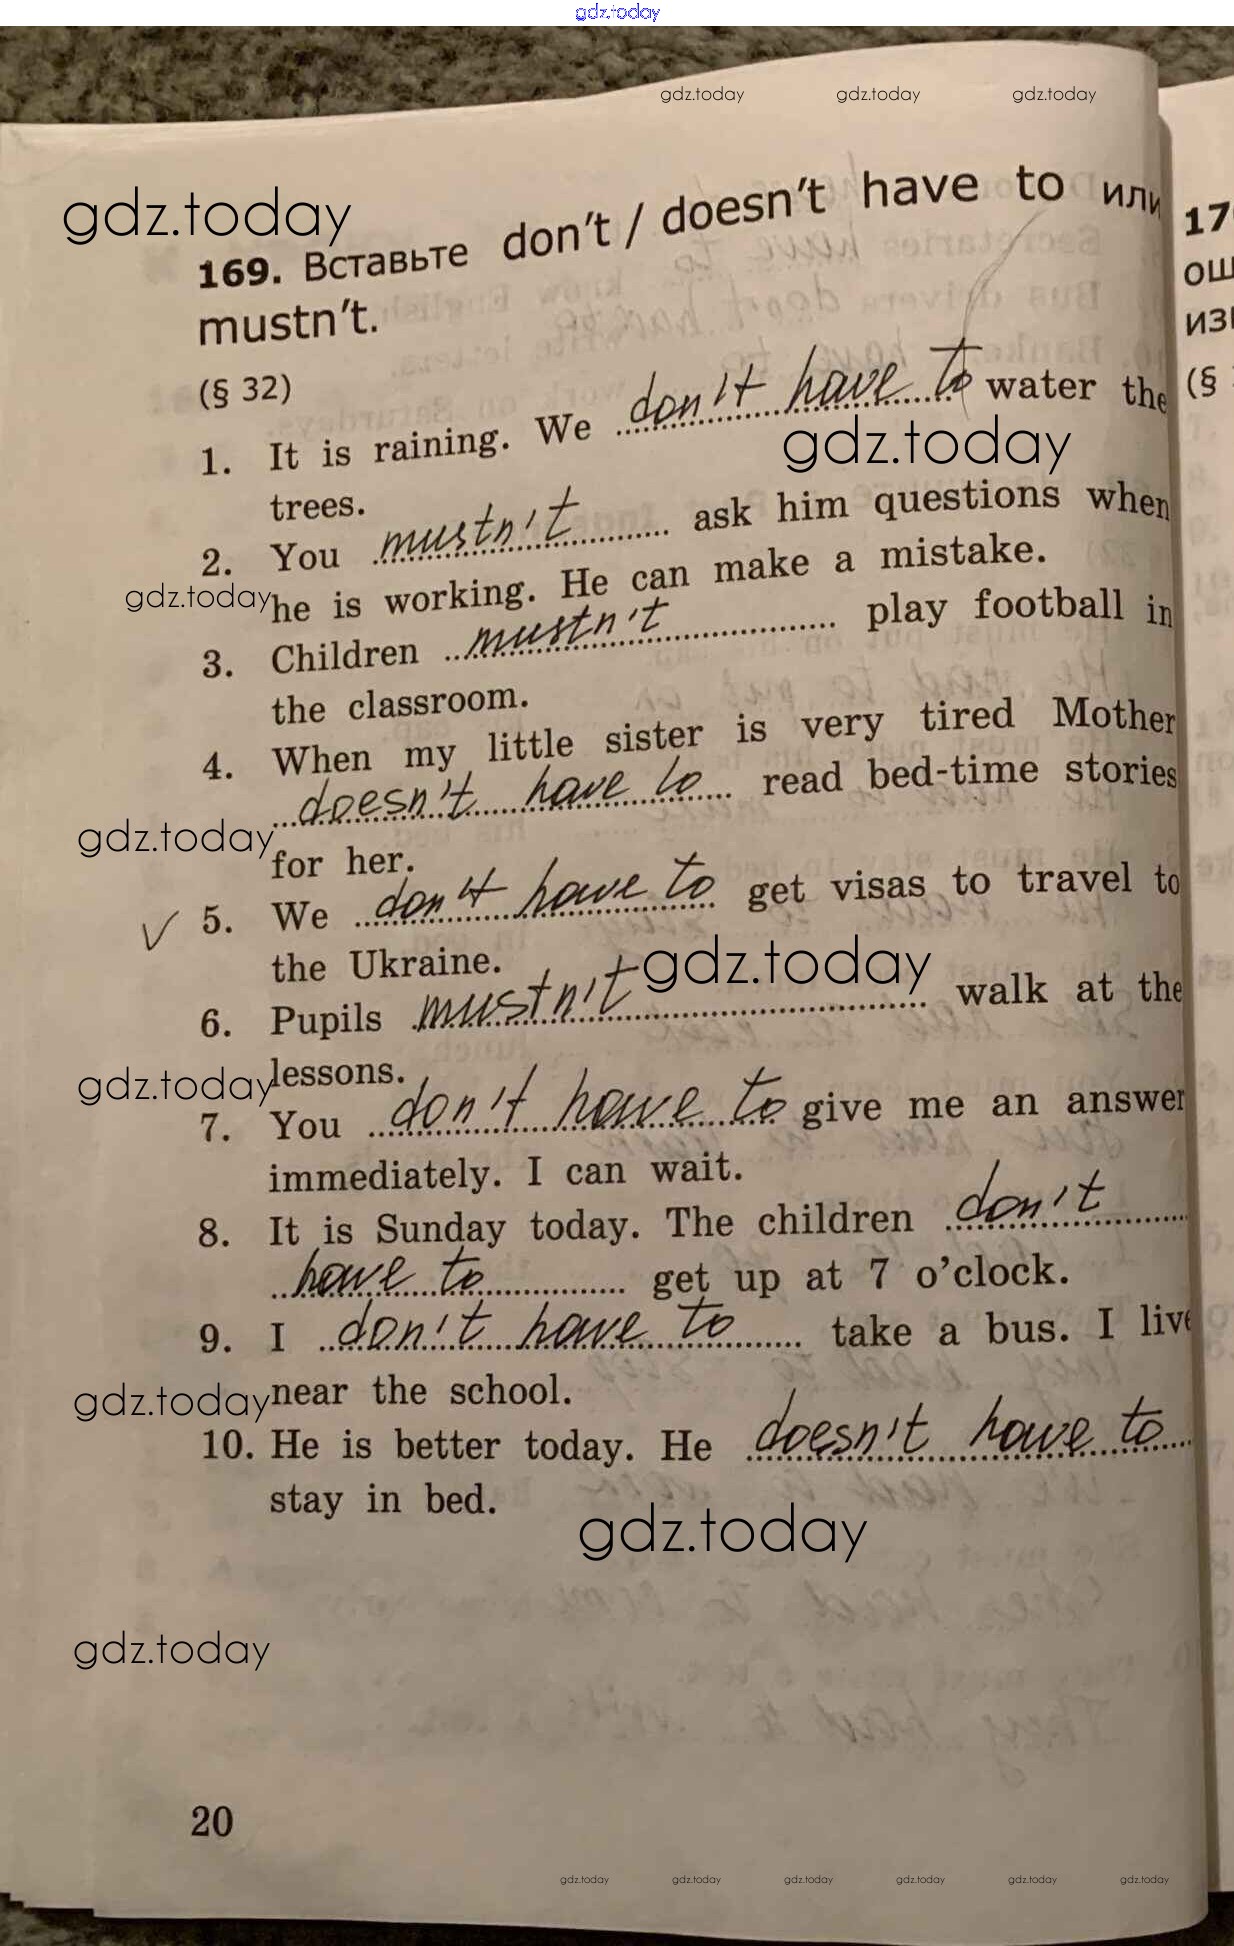 gdz.today
gdz.today gdz.today gdz.today
gdz.today
169. Вставьте don't / doesn't have to или
mustn't.
(§ 32)
1. It is raining. We don't have to water the
gdz.today
trees.
2. You mustn't ask him questions when
gdz.today
he is working. He can make a mistake.
3. Children mustn't play football in
the classroom.
4. When my little sister is very tired Mother
doesn't have to read bed-time stories
gdz.today
for her.
5. We don't have to get visas to travel to
the Ukraine.
gdz.today
6. Pupils mustn't walk at the
gdz.today
lessons.
7. You don't have to give me an answer
immediately. I can wait.
8. It is Sunday today. The children don't
have to get up at 7 o'clock.
9. I don't have to take a bus. I live
gdz.today
near the school.
10. He is better today. He doesn't have to
stay in bed.
gdz.today
gdz.today
20
gdz.today gdz.today gdz.today gdz.today gdz.today gdz.today